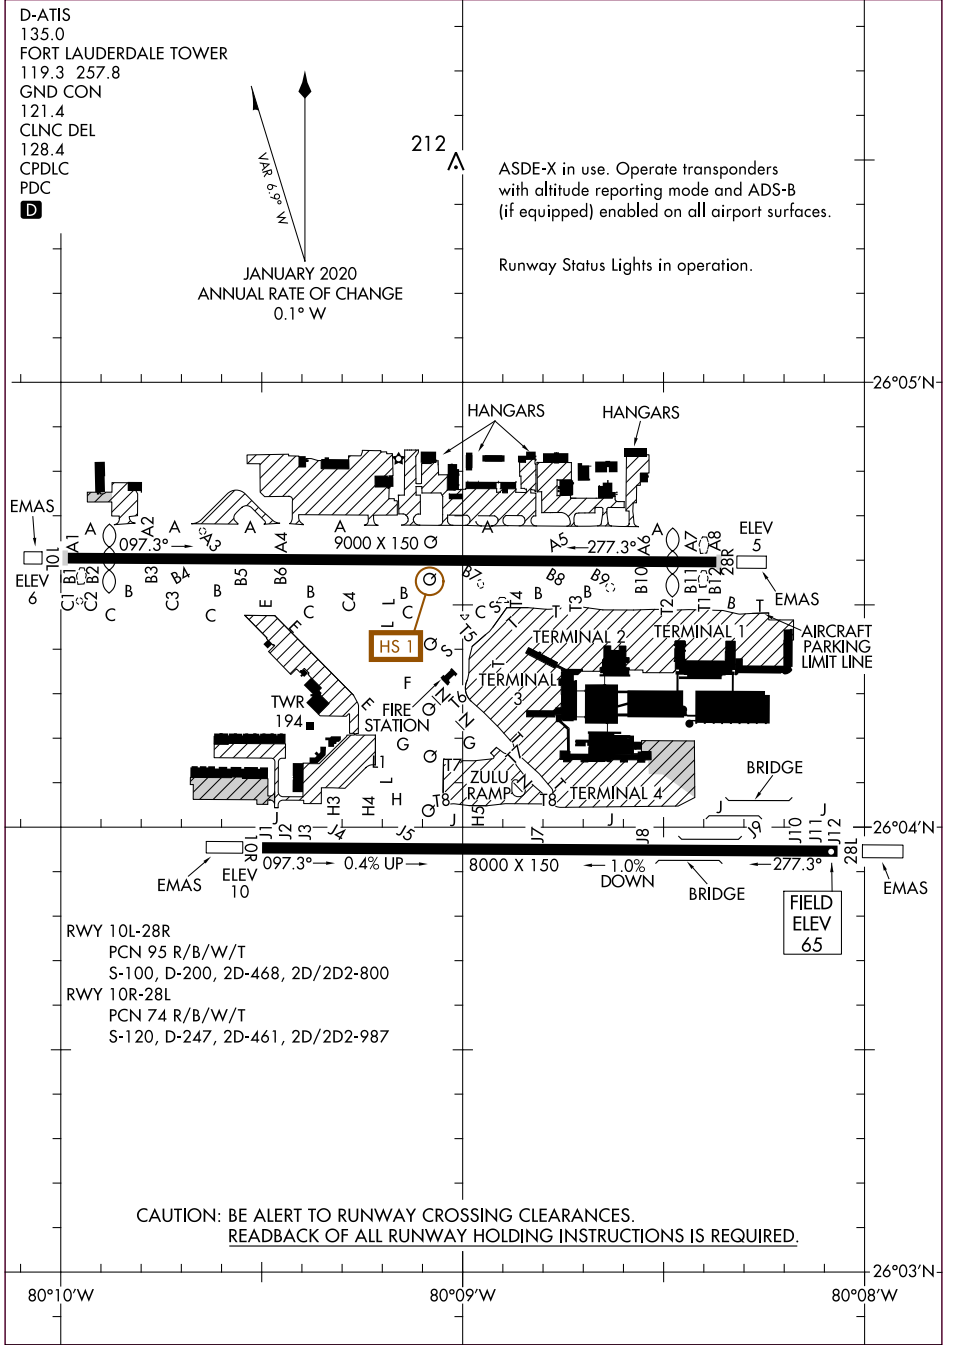 D-ATIS
135.0
FORT LAUDERDALE TOWER
119.3 257.8
GND CON
121.4
CLNC DEL
128.4
CPDLC
PDC
D
VAR 6.9° W
JANUARY 2020
ANNUAL RATE OF CHANGE
0.1° W
212
ASDE-X in use. Operate transponders
with altitude reporting mode and ADS-B
(if equipped) enabled on all airport surfaces.
Runway Status Lights in operation.
26°05'N
HANGARS
HANGARS
EMAS
A A2 A A3 A A4 A A A5 A A6 A7 A8
A1
10L
097.3°
9000 X 150
277.3°
28R
ELEV
5
ELEV
6
EMAS
B1 B2 B3 B4 B5 B6 B7 B8 B9 B10 B11 B12
B B B B B
C1 C2 C3 C4
C C C C C
E E E
L L L L1
HS 1
Q Q Q Q Q Q
S S
T4 T3 T2 T1 T
T5 T T T
TERMINAL 2
TERMINAL 1
AIRCRAFT
PARKING
LIMIT LINE
TERMINAL
3
F
FIRE
STATION
TWR
194
N T6 N
G G
T7
ZULU
RAMP
N
T
TERMINAL 4
BRIDGE
H3 H4 H H5
T8 T8
J1 J J2 J3 J4 J5 J J7 J J8 J J9 J10 J11 J J12
26°04'N
10R
097.3°
0.4% UP
8000 X 150
1.0%
DOWN
277.3°
28L
EMAS
ELEV
10
BRIDGE
EMAS
FIELD
ELEV
65
RWY 10L-28R
PCN 95 R/B/W/T
S-100, D-200, 2D-468, 2D/2D2-800
RWY 10R-28L
PCN 74 R/B/W/T
S-120, D-247, 2D-461, 2D/2D2-987
CAUTION: BE ALERT TO RUNWAY CROSSING CLEARANCES.
READBACK OF ALL RUNWAY HOLDING INSTRUCTIONS IS REQUIRED.
26°03'N
80°10'W
80°09'W
80°08'W